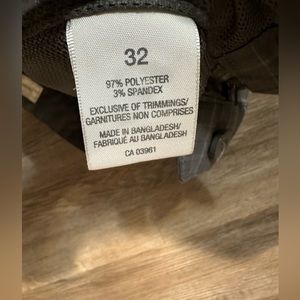 32
97% POLYESTER
3% SPANDEX
EXCLUSIVE OF TRIMMINGS/
GARNITURES NON COMPRISES
MADE IN BANGLADESH/
FABRIQUÉ AU BANGLADESH
CA 03961